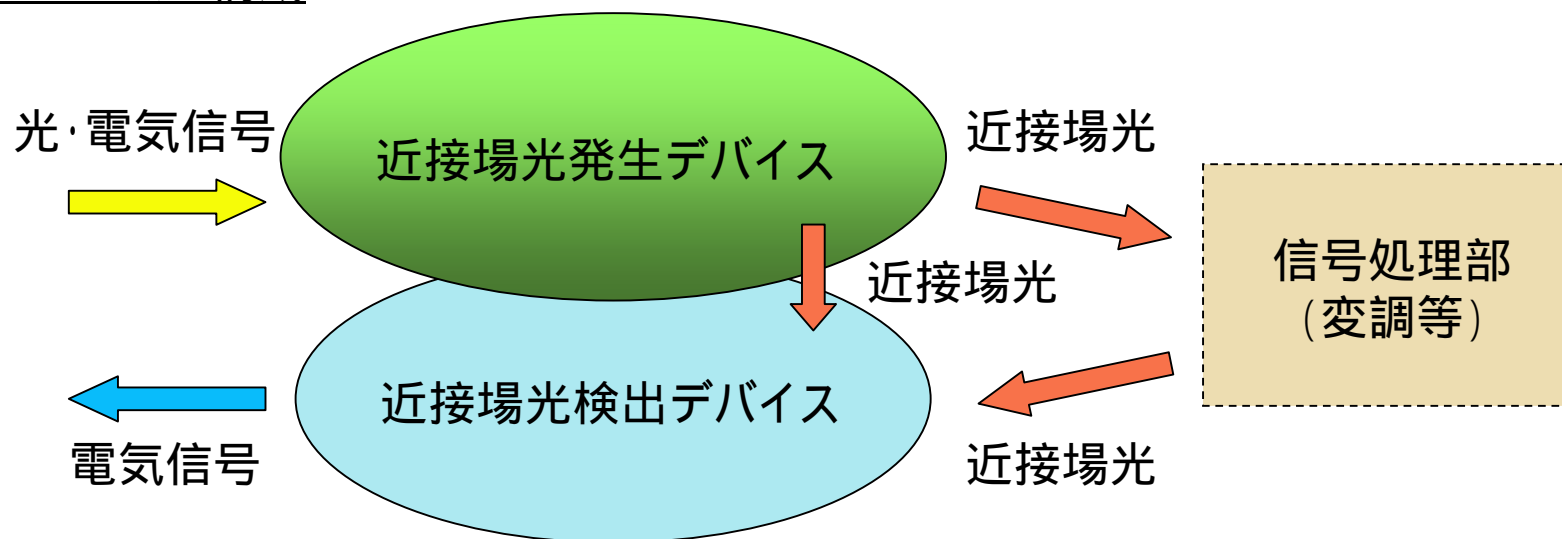 光・電気信号
近接場光発生デバイス
近接場光
近接場光
信号処理部
(変調等)
近接場光検出デバイス
電気信号
近接場光